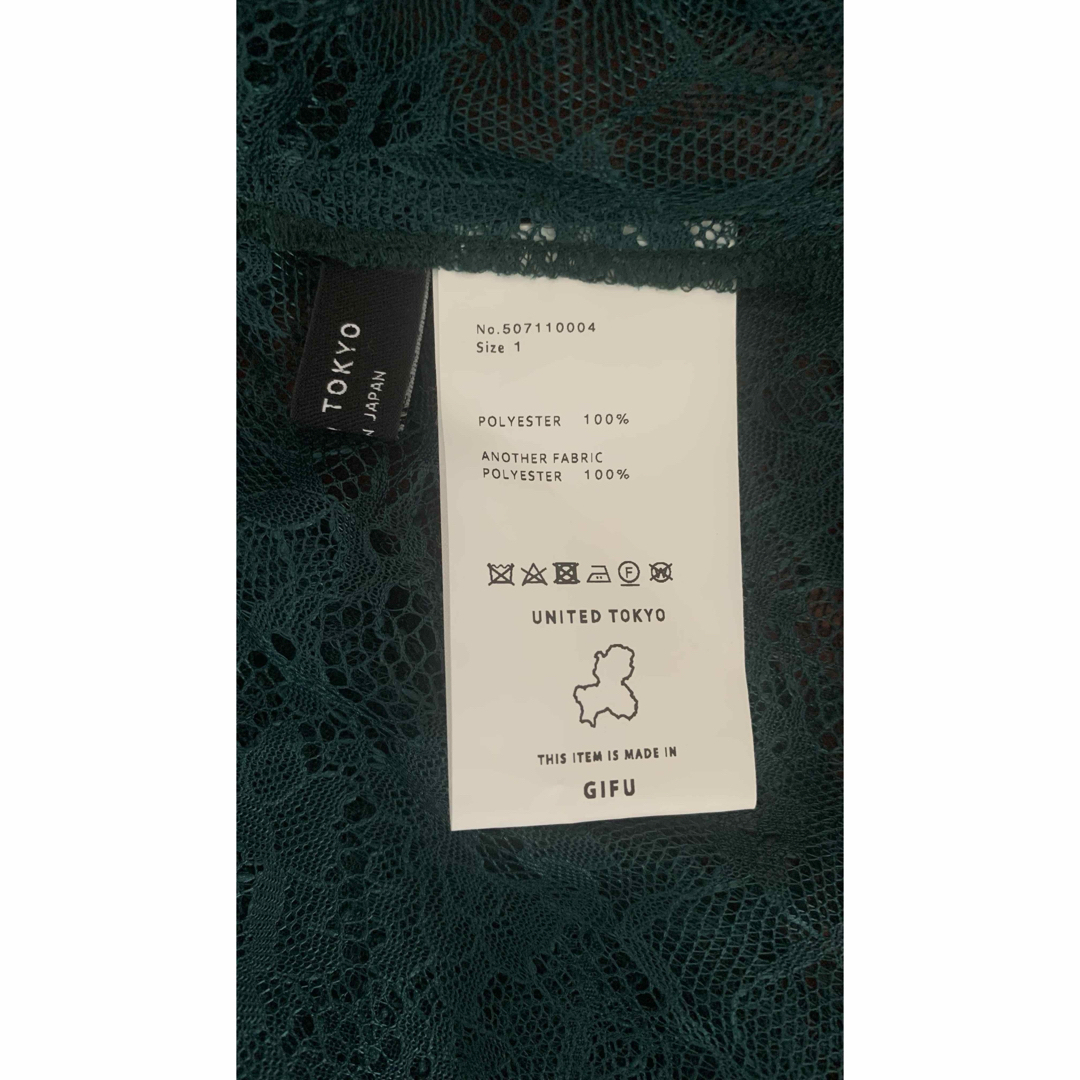 TOKYO
JAPAN
No.507110004
Size 1
POLYESTER 100%
ANOTHER FABRIC
POLYESTER 100%
F
W
UNITED TOKYO
THIS ITEM IS MADE IN
GIFU